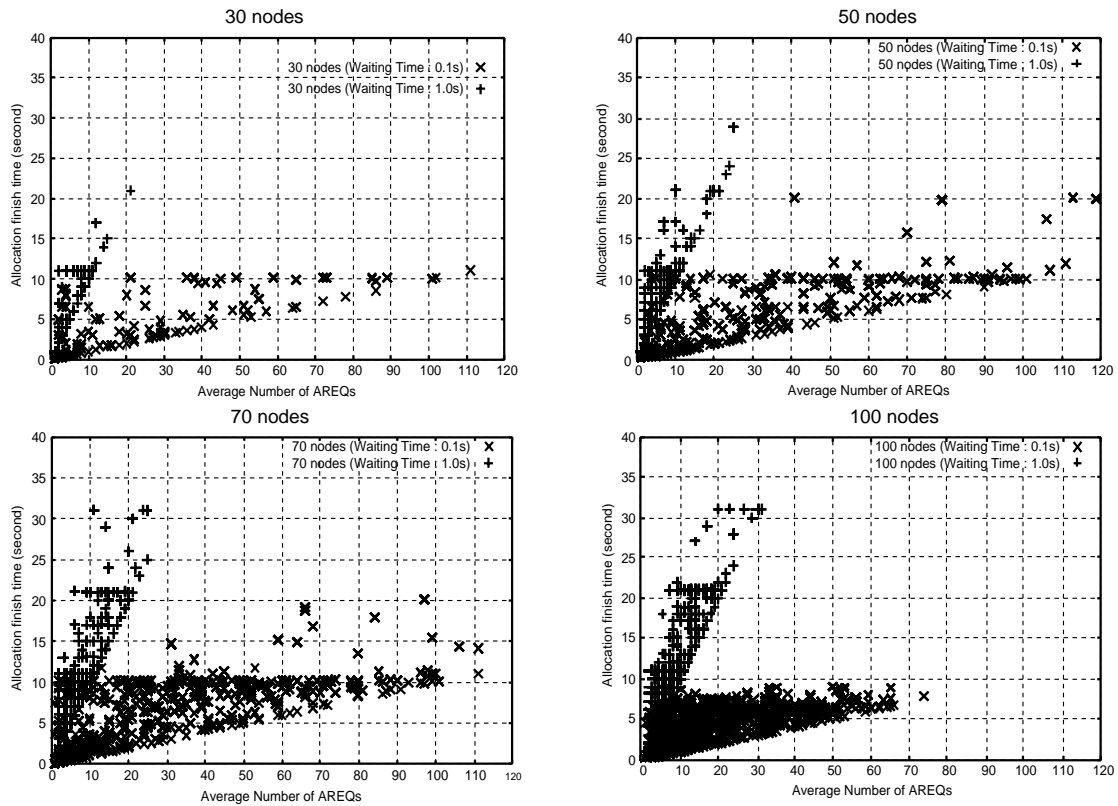 30 nodes
40
35
30
25
20
15
10
5
0
Allocation finish time (second)
30 nodes (Waiting Time : 0.1s)
30 nodes (Waiting Time : 1.0s)
0 10 20 30 40 50 60 70 80 90 100 110 120
Average Number of AREQs
50 nodes
40
35
30
25
20
15
10
5
0
Allocation finish time (second)
50 nodes (Waiting Time : 0.1s)
50 nodes (Waiting Time : 1.0s)
0 10 20 30 40 50 60 70 80 90 100 110 120
Average Number of AREQs
70 nodes
40
35
30
25
20
15
10
5
0
Allocation finish time (second)
70 nodes (Waiting Time : 0.1s)
70 nodes (Waiting Time : 1.0s)
0 10 20 30 40 50 60 70 80 90 100 110 120
Average Number of AREQs
100 nodes
40
35
30
25
20
15
10
5
0
Allocation finish time (second)
100 nodes (Waiting Time : 0.1s)
100 nodes (Waiting Time : 1.0s)
0 10 20 30 40 50 60 70 80 90 100 110 120
Average Number of AREQs